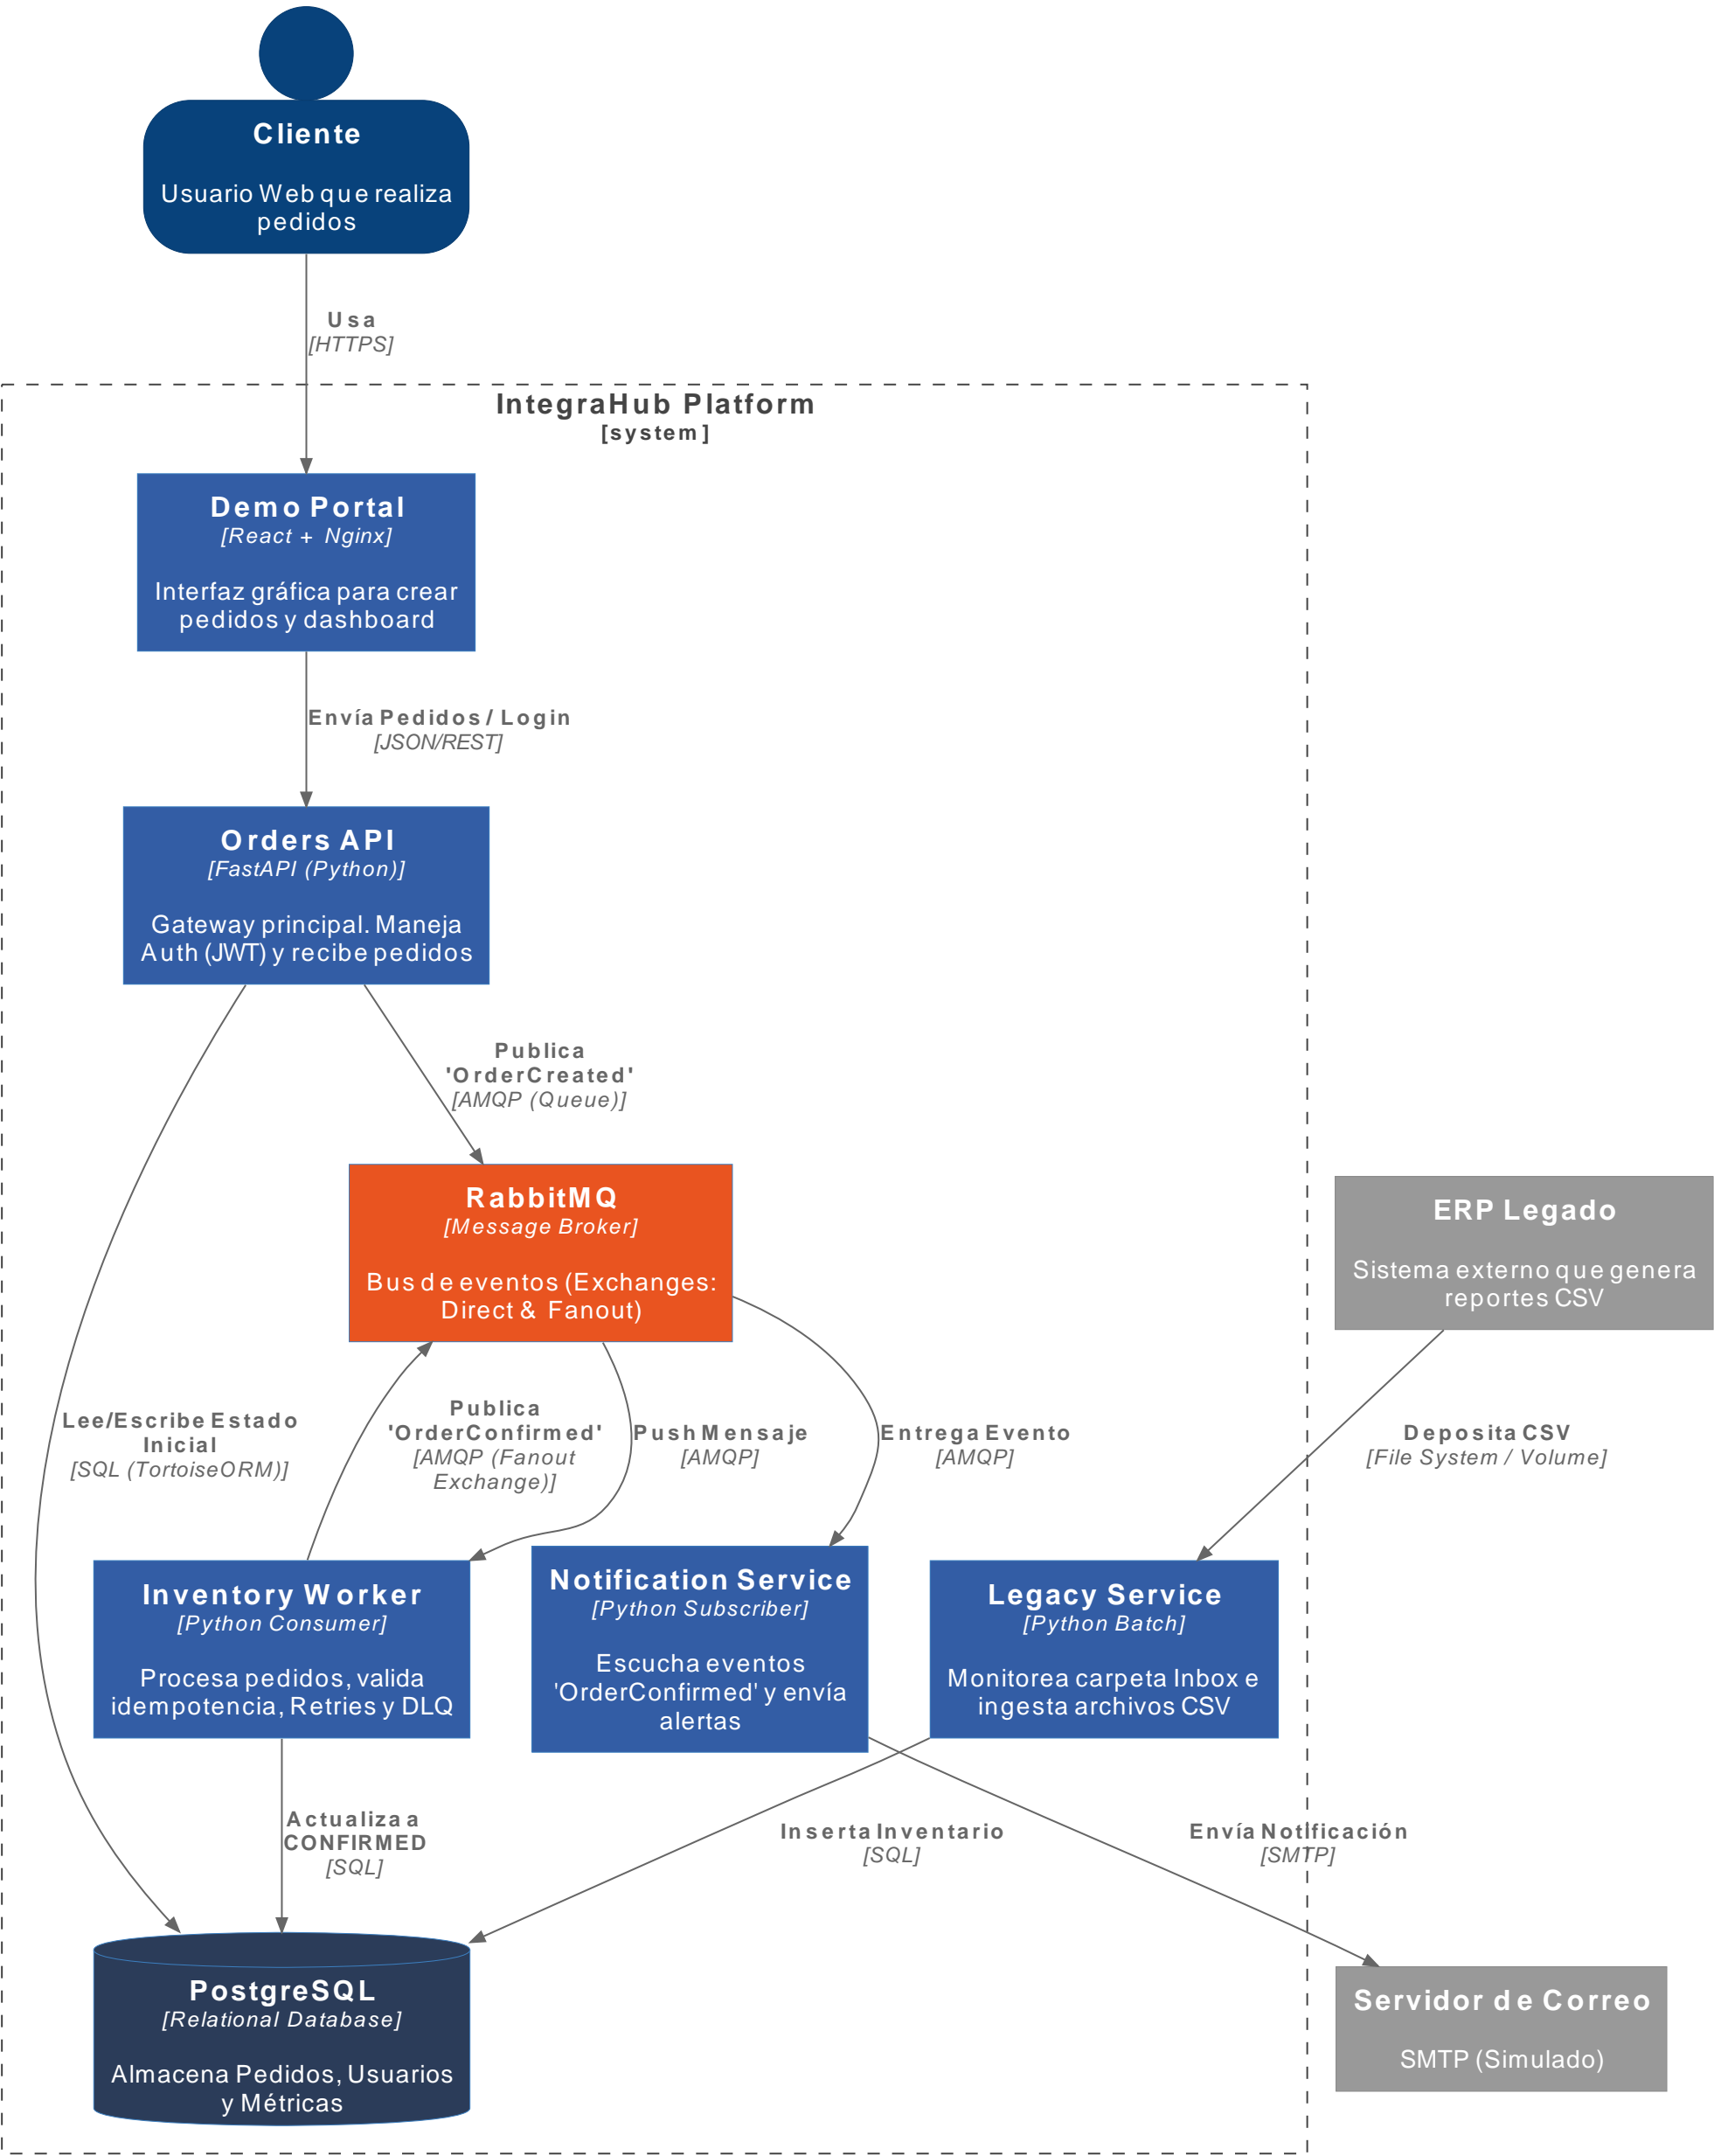 Cliente
Usuario Web que realiza
pedidos
Usa
[HTTPS]
IntegraHub Platform
[system]
Demo Portal
[React + Nginx]
Interfaz gráfica para crear
pedidos y dashboard
Envía Pedidos / Login
[JSON/REST]
Orders API
[FastAPI (Python)]
Gateway principal. Maneja
Auth (JWT) y recibe pedidos
Publica
'OrderCreated'
[AMQP (Queue)]
RabbitMQ
[Message Broker]
Bus de eventos (Exchanges:
Direct & Fanout)
ERP Legado
Sistema externo que genera
reportes CSV
Lee/Escribe Estado
Inicial
[SQL (TortoiseORM)]
Publica
'OrderConfirmed'
[AMQP (Fanout
Exchange)]
Push Mensaje
[AMQP]
Entrega Evento
[AMQP]
Deposita CSV
[File System / Volume]
Inventory Worker
[Python Consumer]
Procesa pedidos, valida
idempotencia, Retries y DLQ
Notification Service
[Python Subscriber]
Escucha eventos
'OrderConfirmed' y envía
alertas
Legacy Service
[Python Batch]
Monitorea carpeta Inbox e
ingesta archivos CSV
Actualiza a
CONFIRMED
[SQL]
Inserta Inventario
[SQL]
Envía Notificación
[SMTP]
PostgreSQL
[Relational Database]
Almacena Pedidos, Usuarios
y Métricas
Servidor de Correo
SMTP (Simulado)